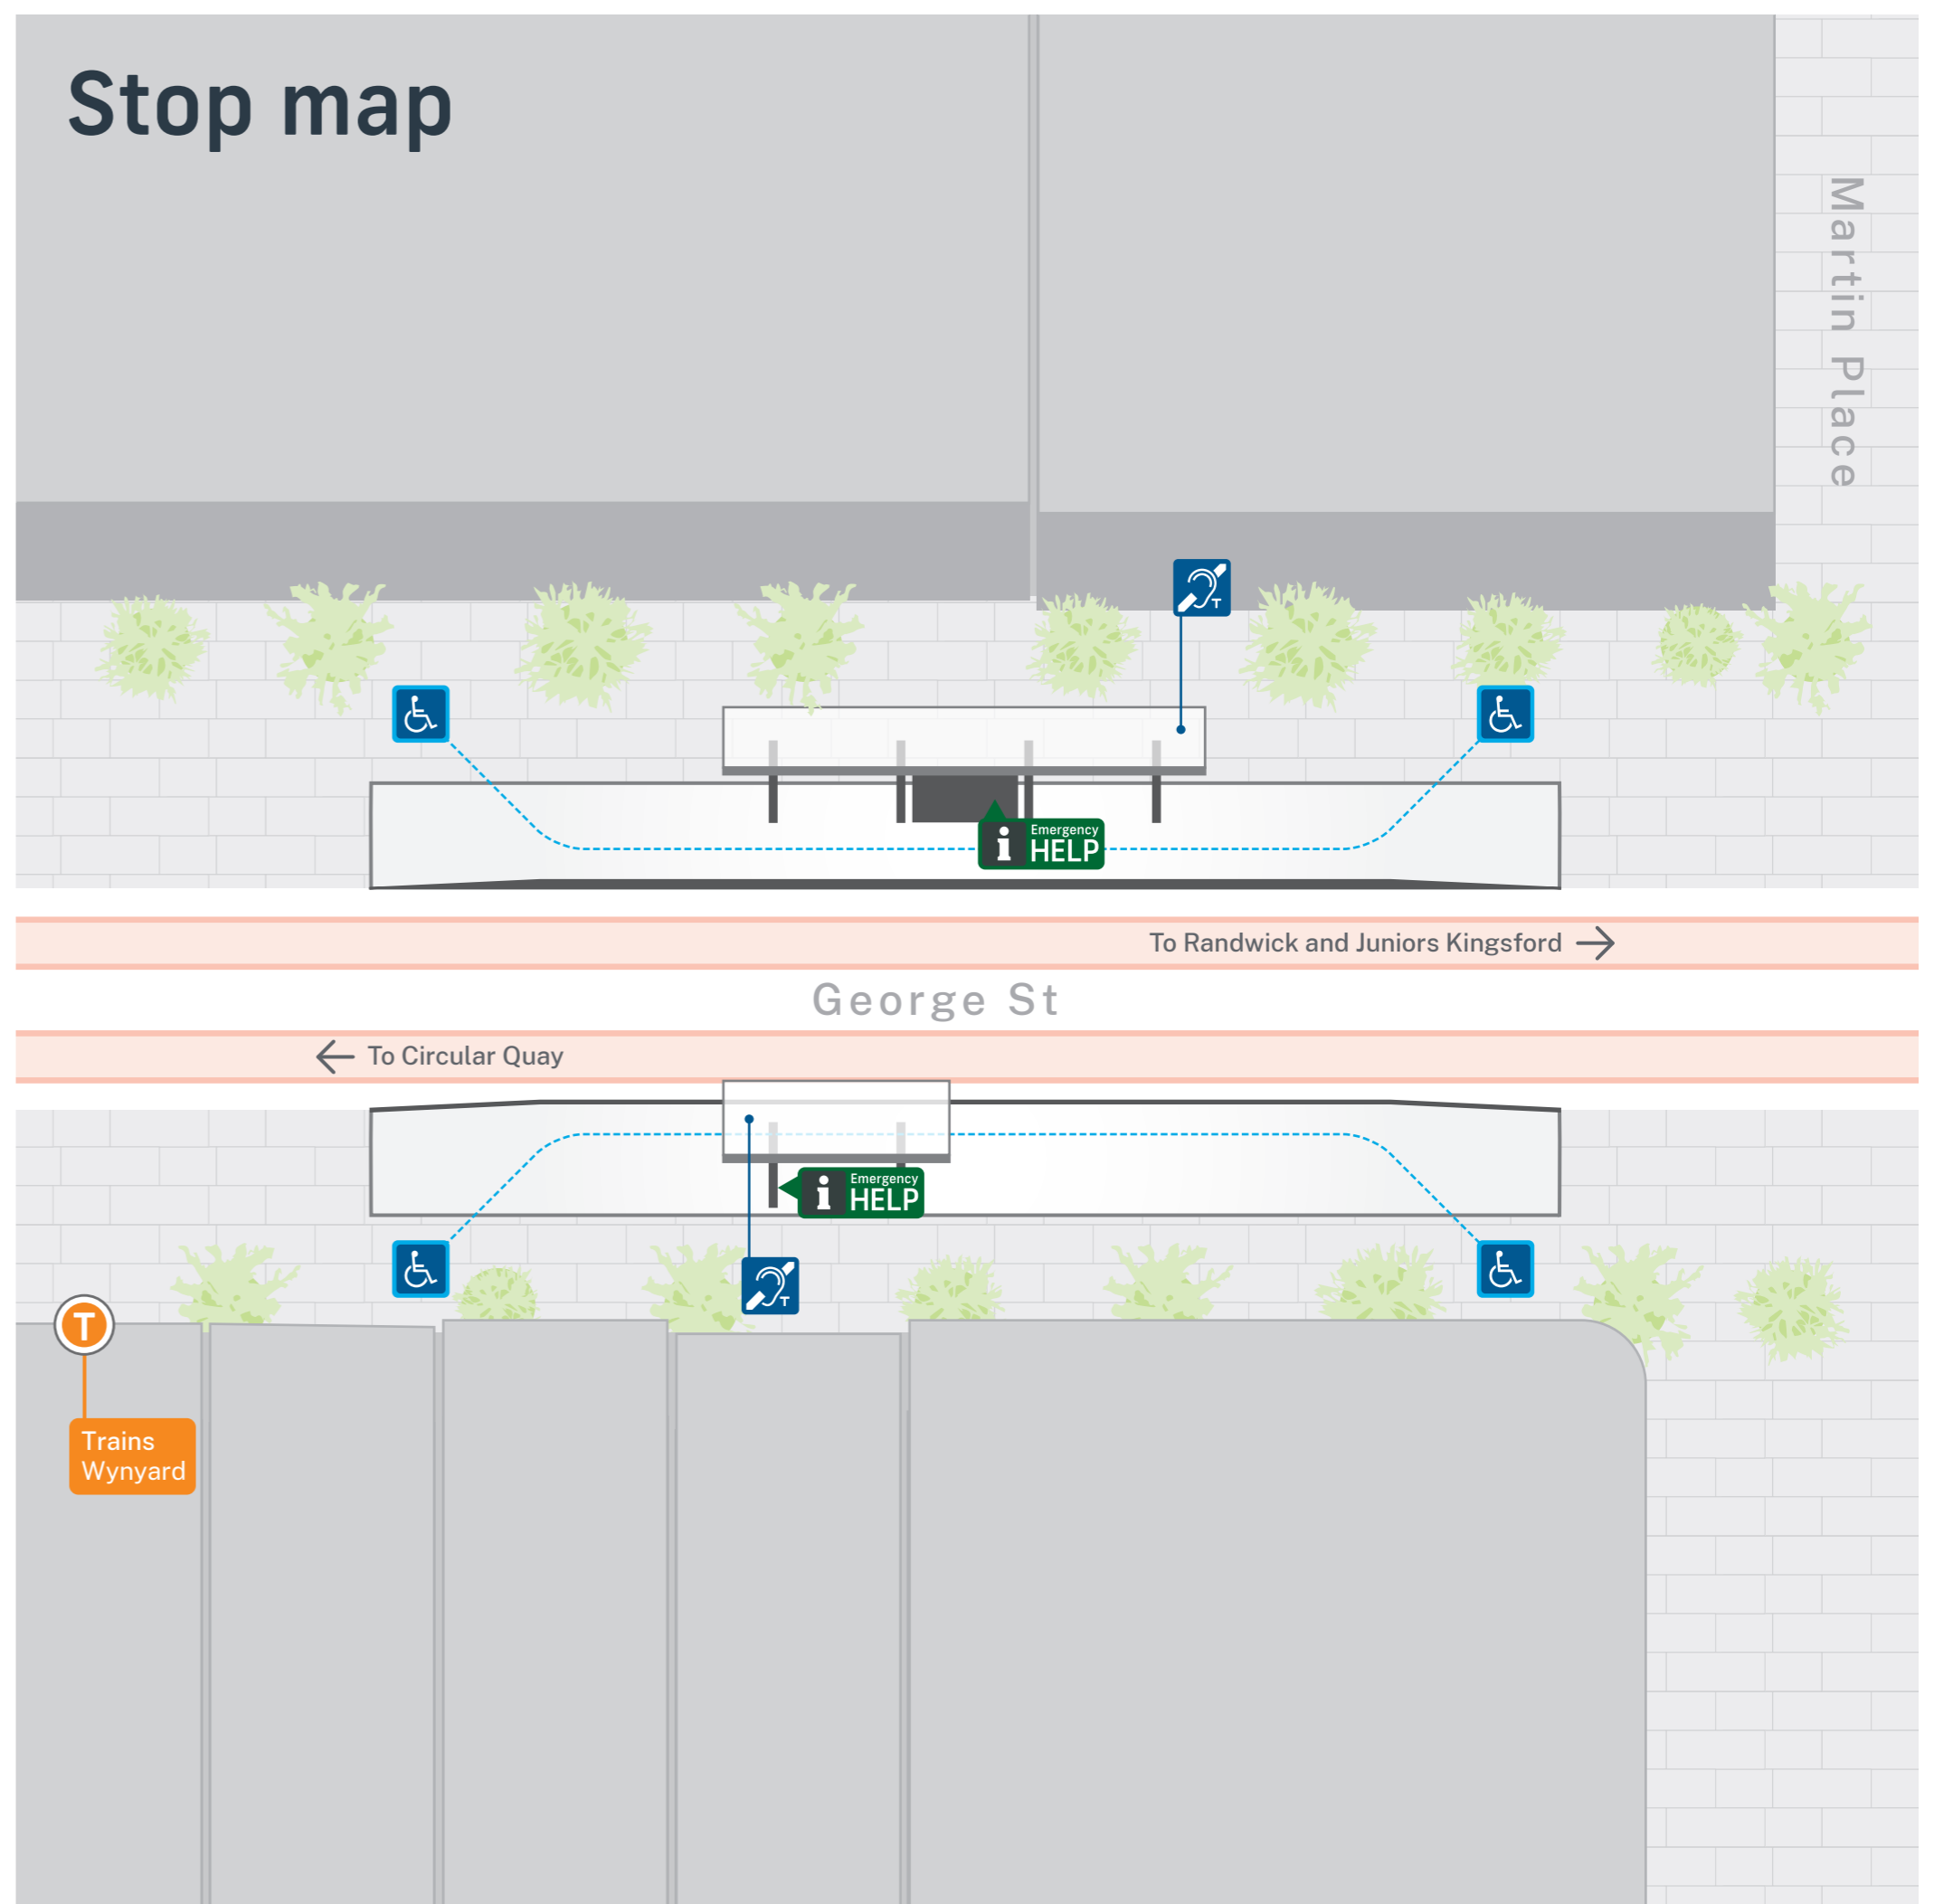 Stop map
Martin Place
T
i Emergency
HELP
To Randwick and Juniors Kingsford →
George St
← To Circular Quay
i Emergency
HELP
T
T
Trains
Wynyard